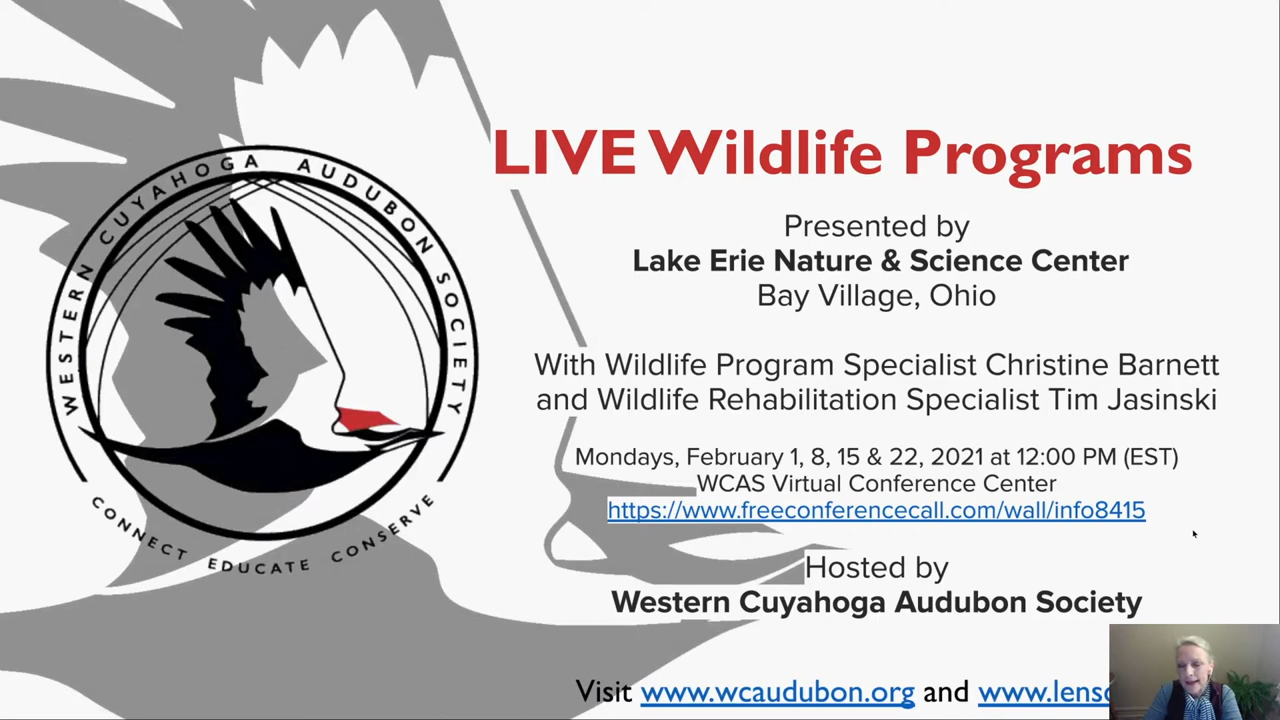 WESTERN CUYAHOGA AUDUBON SOCIETY
CONNECT EDUCATE CONSERVE
LIVE Wildlife Programs
Presented by
Lake Erie Nature & Science Center
Bay Village, Ohio
With Wildlife Program Specialist Christine Barnett
and Wildlife Rehabilitation Specialist Tim Jasinski
Mondays, February 1, 8, 15 & 22, 2021 at 12:00 PM (EST)
WCAS Virtual Conference Center
https://www.freeconferencecall.com/wall/info8415
Hosted by
Western Cuyahoga Audubon Society
Visit www.wcaudubon.org and